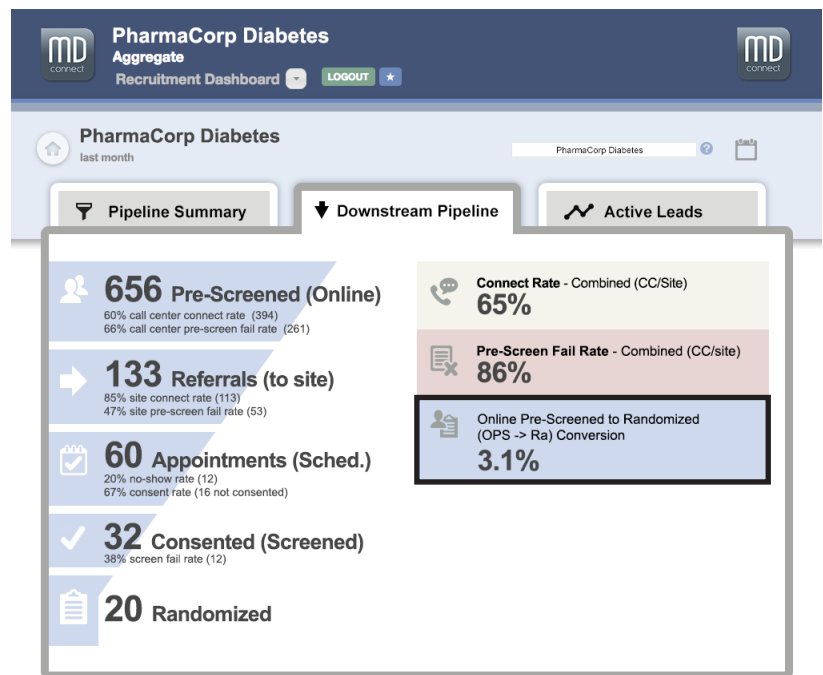 MD
connect
PharmaCorp Diabetes
Aggregate
Recruitment Dashboard
LOGOUT
MD
connect
PharmaCorp Diabetes
last month
PharmaCorp Diabetes
?
Pipeline Summary
Downstream Pipeline
Active Leads
656 Pre-Screened (Online)
60% call center connect rate (394)
66% call center pre-screen fail rate (261)
133 Referrals (to site)
85% site connect rate (113)
47% site pre-screen fail rate (53)
60 Appointments (Sched.)
20% no-show rate (12)
67% consent rate (16 not consented)
32 Consented (Screened)
38% screen fail rate (12)
20 Randomized
Connect Rate - Combined (CC/Site)
65%
Pre-Screen Fail Rate - Combined (CC/site)
86%
Online Pre-Screened to Randomized
(OPS -> Ra) Conversion
3.1%